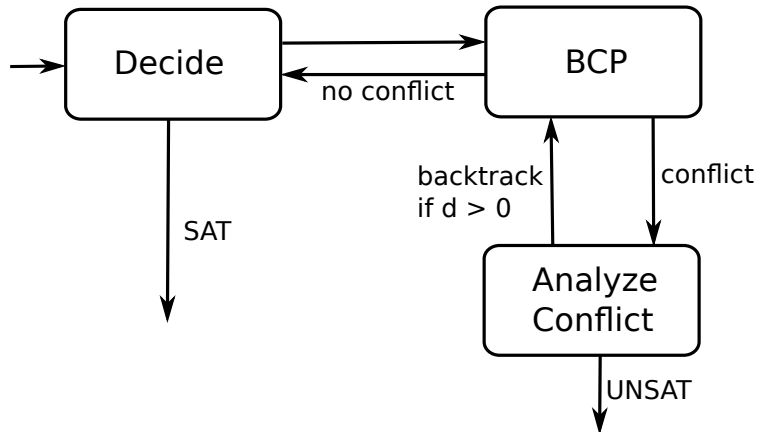 Decide
BCP
no conflict
backtrack
if d > 0
conflict
SAT
Analyze
Conflict
UNSAT